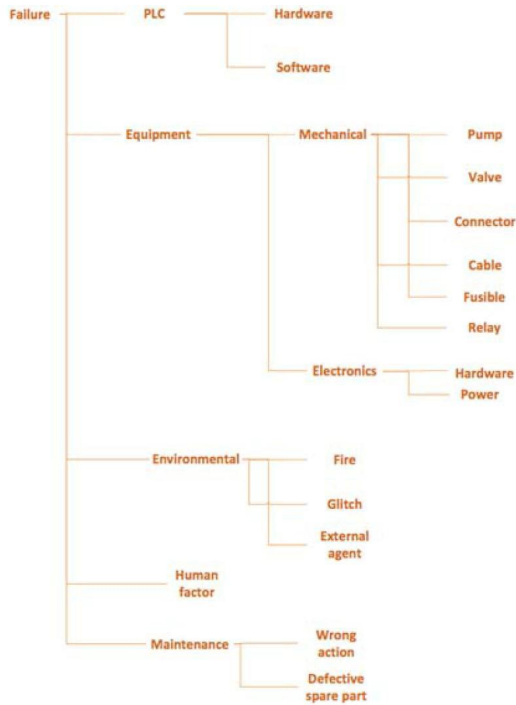 Failure PLC Hardware
Software
Equipment Mechanical Pump
Valve
Connector
Cable
Fusible
Relay
Electronics Hardware
Power
Environmental Fire
Glitch
External
agent
Human
factor
Maintenance Wrong
action
Defective
spare part